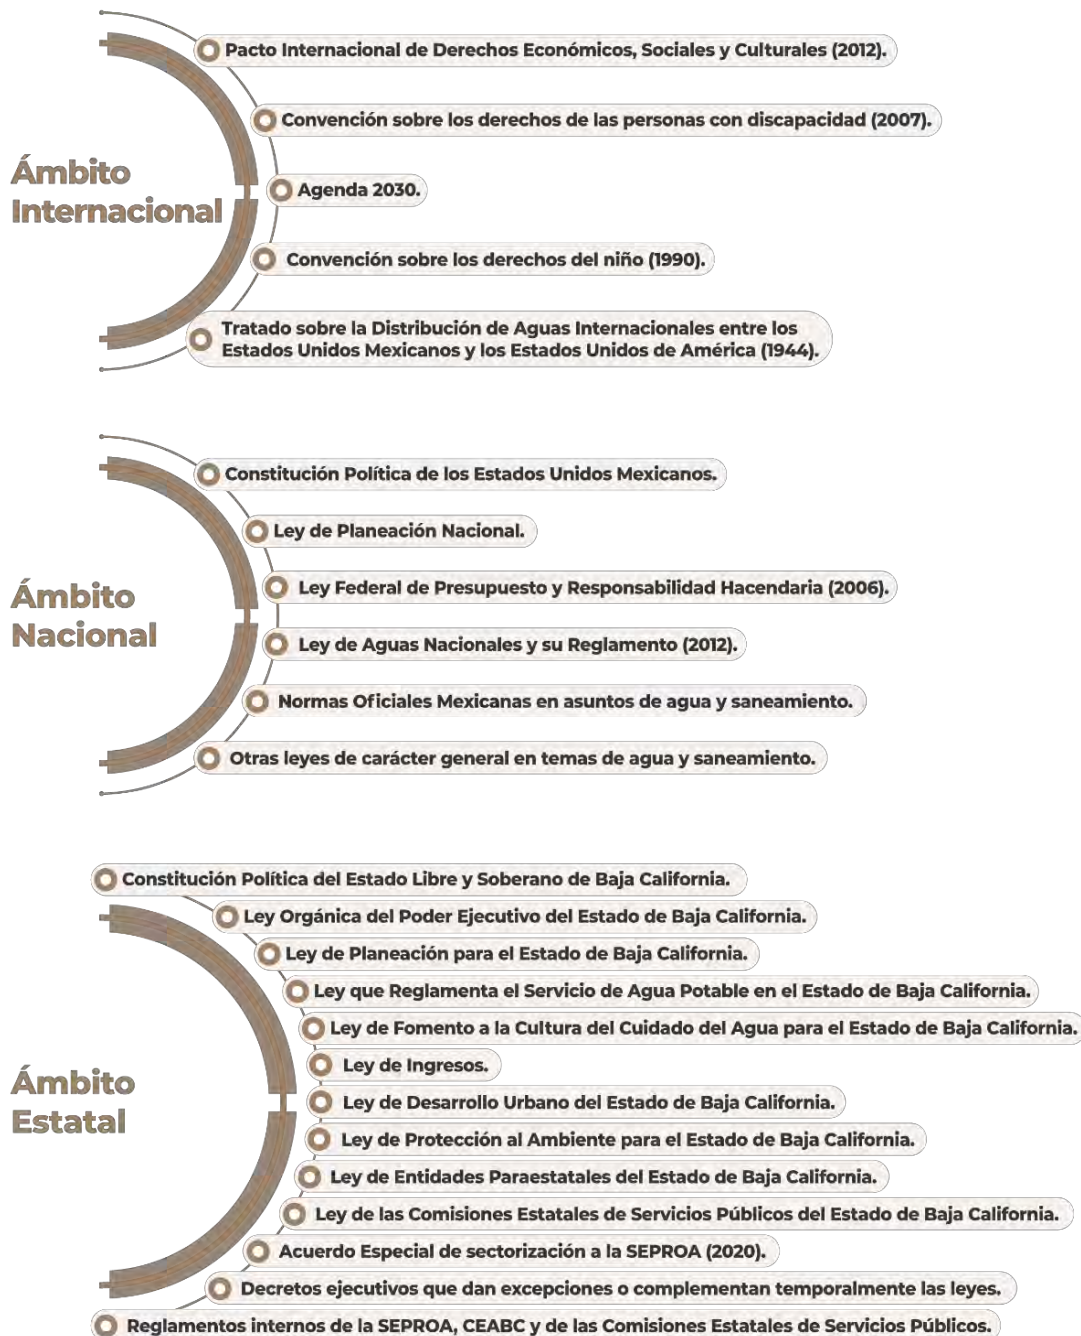 Ámbito
Internacional
Pacto Internacional de Derechos Económicos, Sociales y Culturales (2012).
Convención sobre los derechos de las personas con discapacidad (2007).
Agenda 2030.
Convención sobre los derechos del niño (1990).
Tratado sobre la Distribución de Aguas Internacionales entre los
Estados Unidos Mexicanos y los Estados Unidos de América (1944).
Ámbito
Nacional
Constitución Política de los Estados Unidos Mexicanos.
Ley de Planeación Nacional.
Ley Federal de Presupuesto y Responsabilidad Hacendaria (2006).
Ley de Aguas Nacionales y su Reglamento (2012).
Normas Oficiales Mexicanas en asuntos de agua y saneamiento.
Otras leyes de carácter general en temas de agua y saneamiento.
Ámbito
Estatal
Constitución Política del Estado Libre y Soberano de Baja California.
Ley Orgánica del Poder Ejecutivo del Estado de Baja California.
Ley de Planeación para el Estado de Baja California.
Ley que Reglamenta el Servicio de Agua Potable en el Estado de Baja California.
Ley de Fomento a la Cultura del Cuidado del Agua para el Estado de Baja California.
Ley de Ingresos.
Ley de Desarrollo Urbano del Estado de Baja California.
Ley de Protección al Ambiente para el Estado de Baja California.
Ley de Entidades Paraestatales del Estado de Baja California.
Ley de las Comisiones Estatales de Servicios Públicos del Estado de Baja California.
Acuerdo Especial de sectorización a la SEPROA (2020).
Decretos ejecutivos que dan excepciones o complementan temporalmente las leyes.
Reglamentos internos de la SEPROA, CEABC y de las Comisiones Estatales de Servicios Públicos.